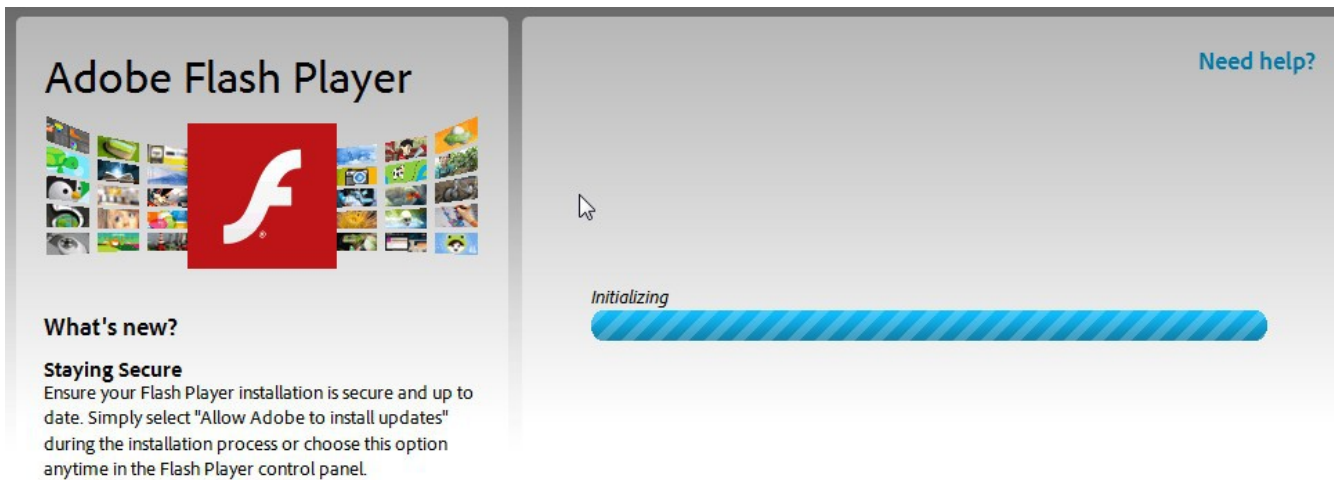 Adobe Flash Player
What's new?
Staying Secure
Ensure your Flash Player installation is secure and up to
date. Simply select "Allow Adobe to install updates"
during the installation process or choose this option
anytime in the Flash Player control panel.
Need help?
Initializing